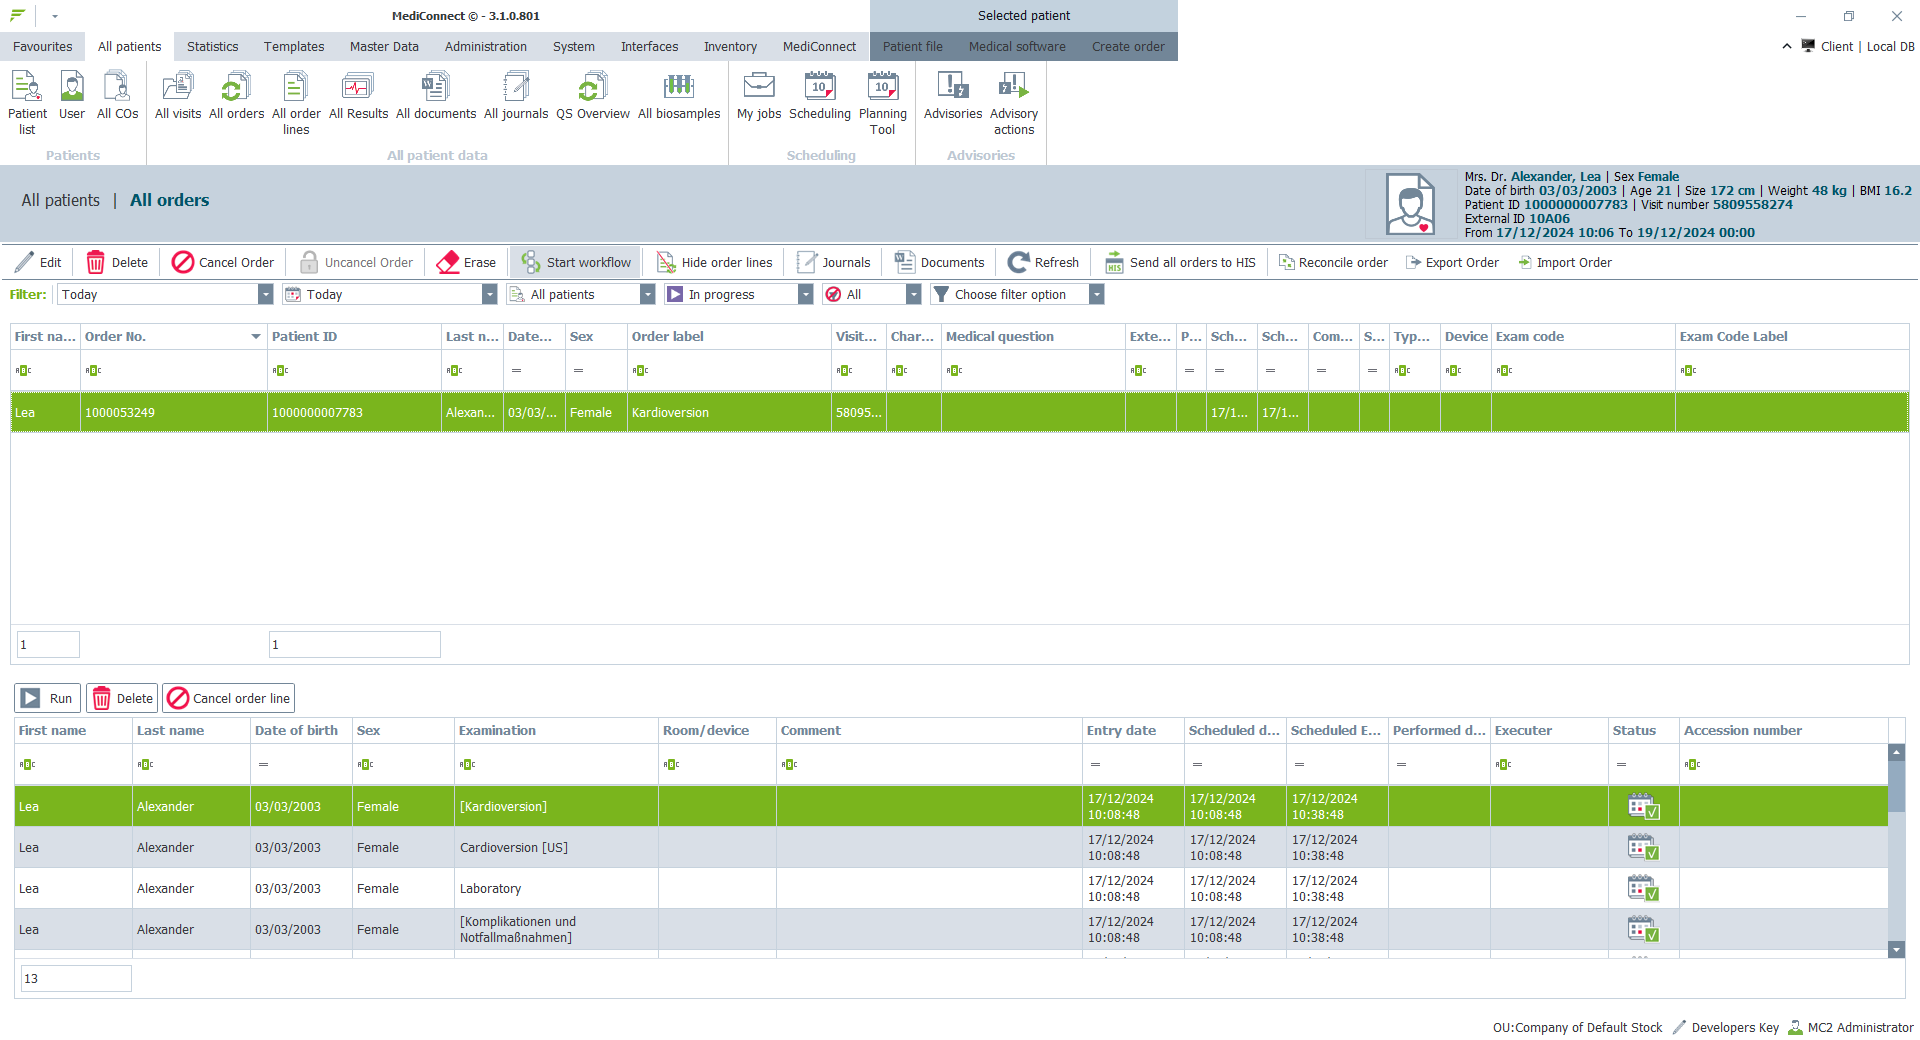 MediConnect © - 3.1.0.801
Selected patient
Favourites All patients Statistics Templates Master Data Administration System Interfaces Inventory MediConnect Patient file Medical software Create order Client | Local DB
Patient list User All COs All visits All orders All order lines All Results All documents All journals QS Overview All biosamples My jobs Scheduling Planning Tool Advisories Advisory actions
Patients All patient data Scheduling Advisories
All patients | All orders
Mrs. Dr. Alexander, Lea | Sex Female
Date of birth 03/03/2003 | Age 21 | Size 172 cm | Weight 48 kg | BMI 16.2
Patient ID 1000000007783 | Visit number 5809558274
External ID 10A06
From 17/12/2024 10:06 To 19/12/2024 00:00
Edit Delete Cancel Order Uncancel Order Erase Start workflow Hide order lines Journals Documents Refresh Send all orders to HIS Reconcile order Export Order Import Order
Filter: Today Today All patients In progress All Choose filter option
First na... Order No. Patient ID Last n... Date... Sex Order label Visit... Char... Medical question Exte... P... Sch... Sch... Com... S... Typ... Device Exam code Exam Code Label
Lea 1000053249 1000000007783 Alexan... 03/03/... Female Kardioversion 58095... 17/1... 17/1...
1 1
Run Delete Cancel order line
First name Last name Date of birth Sex Examination Room/device Comment Entry date Scheduled d... Scheduled E... Performed d... Executer Status Accession number
Lea Alexander 03/03/2003 Female [Kardioversion] 17/12/2024 10:08:48 17/12/2024 10:08:48 17/12/2024 10:38:48
Lea Alexander 03/03/2003 Female Cardioversion [US] 17/12/2024 10:08:48 17/12/2024 10:08:48 17/12/2024 10:38:48
Lea Alexander 03/03/2003 Female Laboratory 17/12/2024 10:08:48 17/12/2024 10:08:48 17/12/2024 10:38:48
Lea Alexander 03/03/2003 Female [Komplikationen und Notfallmaßnahmen] 17/12/2024 10:08:48 17/12/2024 10:08:48 17/12/2024 10:38:48
13
OU:Company of Default Stock Developers Key MC2 Administrator